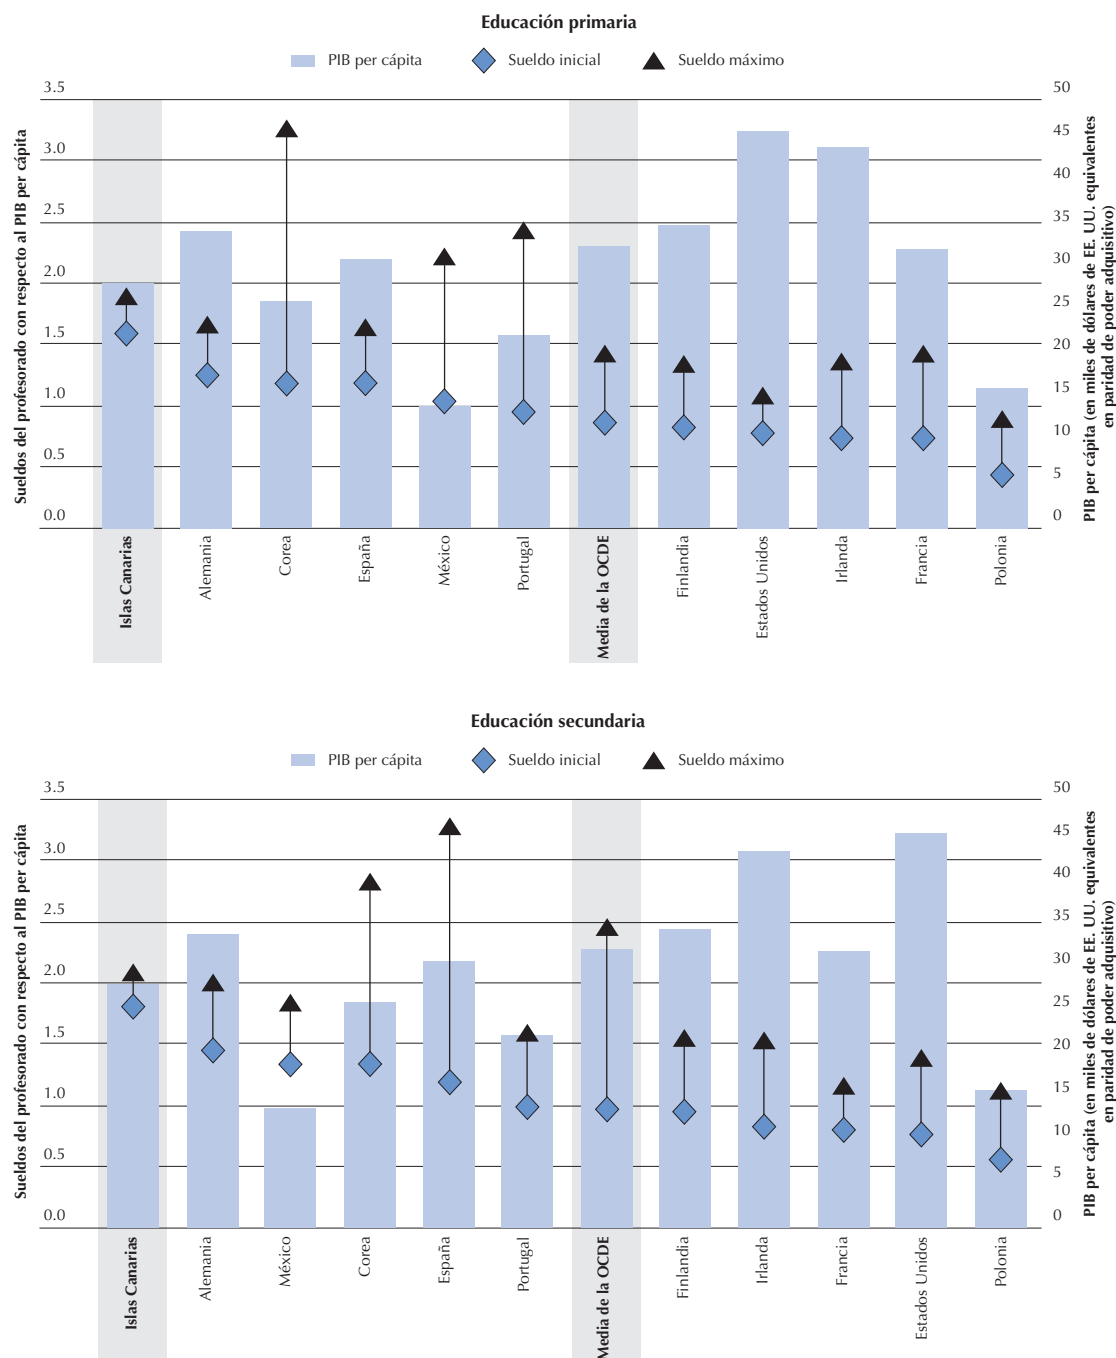 Educación primaria
PIB per cápita
Sueldo inicial
Sueldo máximo
Sueldos del profesorado con respecto al PIB per cápita
3.5
3.0
2.5
2.0
1.5
1.0
0.5
0.0
50
45
40
35
30
25
20
15
10
5
0
PIB per cápita (en miles de dólares de EE. UU. equivalentes
en paridad de poder adquisitivo)
Islas Canarias
Alemania
Corea
España
México
Portugal
Media de la OCDE
Finlandia
Estados Unidos
Irlanda
Francia
Polonia
Educación secundaria
PIB per cápita
Sueldo inicial
Sueldo máximo
Sueldos del profesorado con respecto al PIB per cápita
3.5
3.0
2.5
2.0
1.5
1.0
0.5
0.0
50
45
40
35
30
25
20
15
10
5
0
PIB per cápita (en miles de dólares de EE. UU. equivalentes
en paridad de poder adquisitivo)
Islas Canarias
Alemania
México
Corea
España
Portugal
Media de la OCDE
Finlandia
Irlanda
Francia
Estados Unidos
Polonia